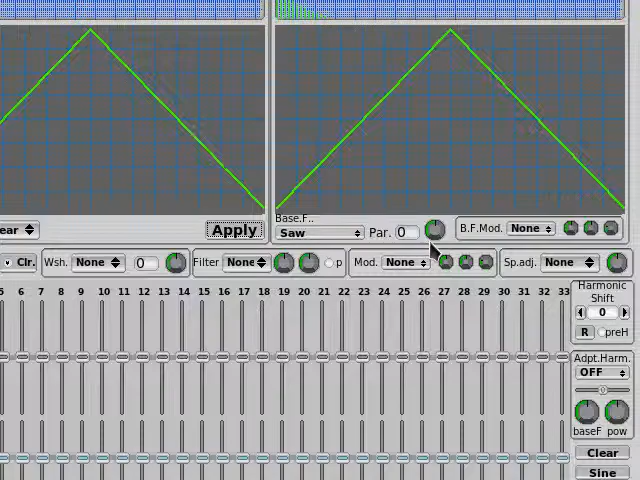 Base.F..
ear Apply Saw Par. 0 B.F.Mod. None
Clr. Wsh. None 0 Filter None p Mod. None Sp.adj. None
5 6 7 8 9 10 11 12 13 14 15 16 17 18 19 20 21 22 23 24 25 26 27 28 29 30 31 32 33
Harmonic
Shift
0
R preH
Adpt.Harm.
OFF
baseF pow
Clear
Sine